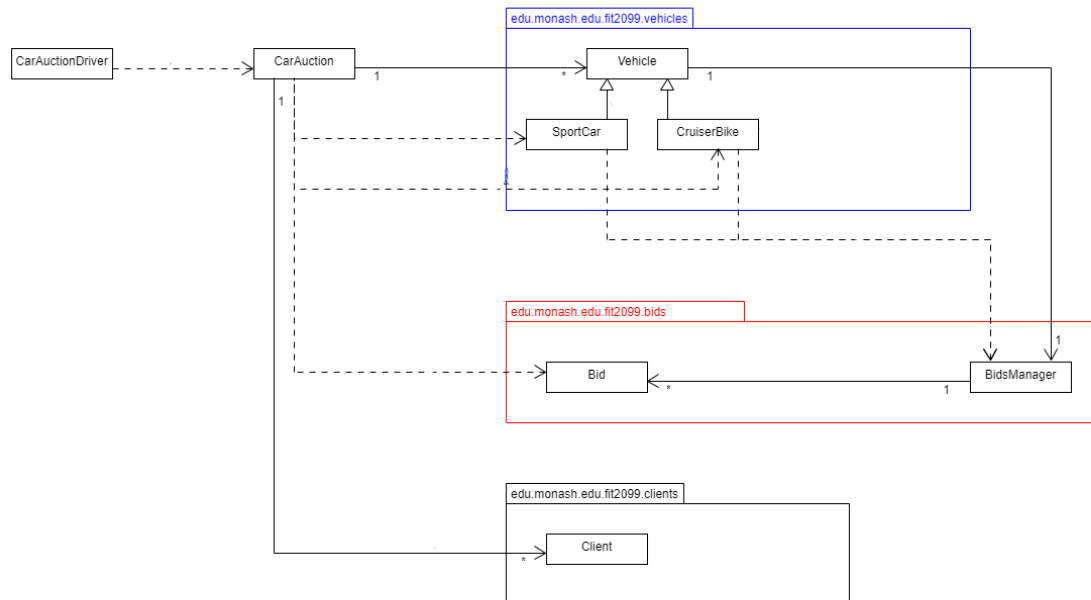 edu.monash.edu.fit2099.vehicles
CarAuctionDriver
CarAuction
Vehicle
1
*
1
1
SportCar
CruiserBike
edu.monash.edu.fit2099.bids
1
Bid
BidsManager
*
1
edu.monash.edu.fit2099.clients
Client
*